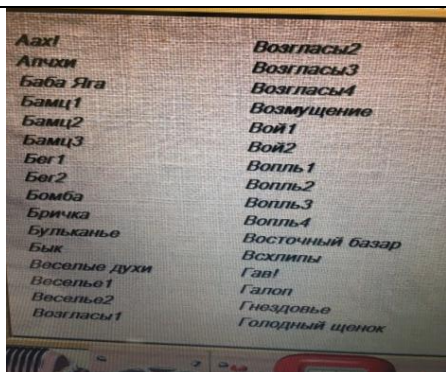 Аах!
Апчхи
Баба Яга
Бамц1
Бамц2
Бамц3
Бег1
Бег2
Бомба
Бричка
Бульканье
Бык
Веселые духи
Веселье1
Веселье2
Возгласы1
Возгласы2
Возгласы3
Возгласы4
Возмущение
Вой1
Вой2
Вопль1
Вопль2
Вопль3
Вопль4
Восточный базар
Всхлипы
Гав!
Галоп
Гнездовье
Голодный щенок